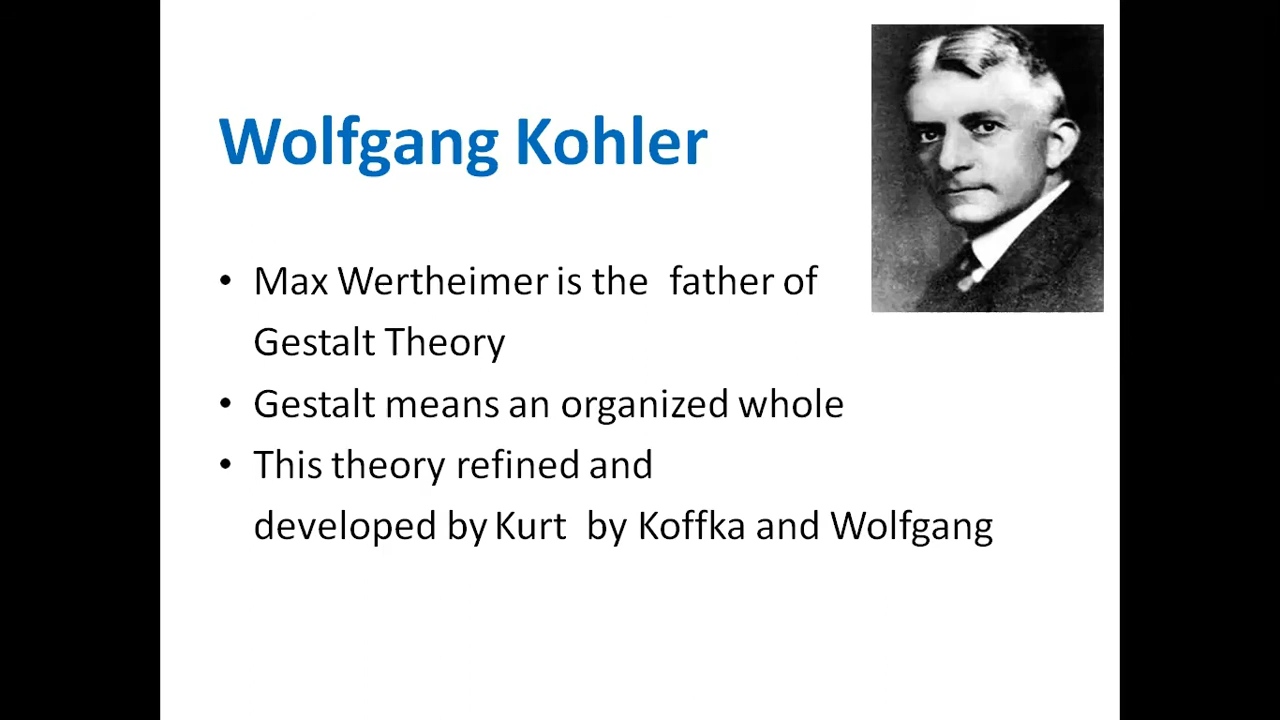 Wolfgang Kohler
• Max Wertheimer is the father of
Gestalt Theory
• Gestalt means an organized whole
• This theory refined and
developed by Kurt by Koffka and Wolfgang